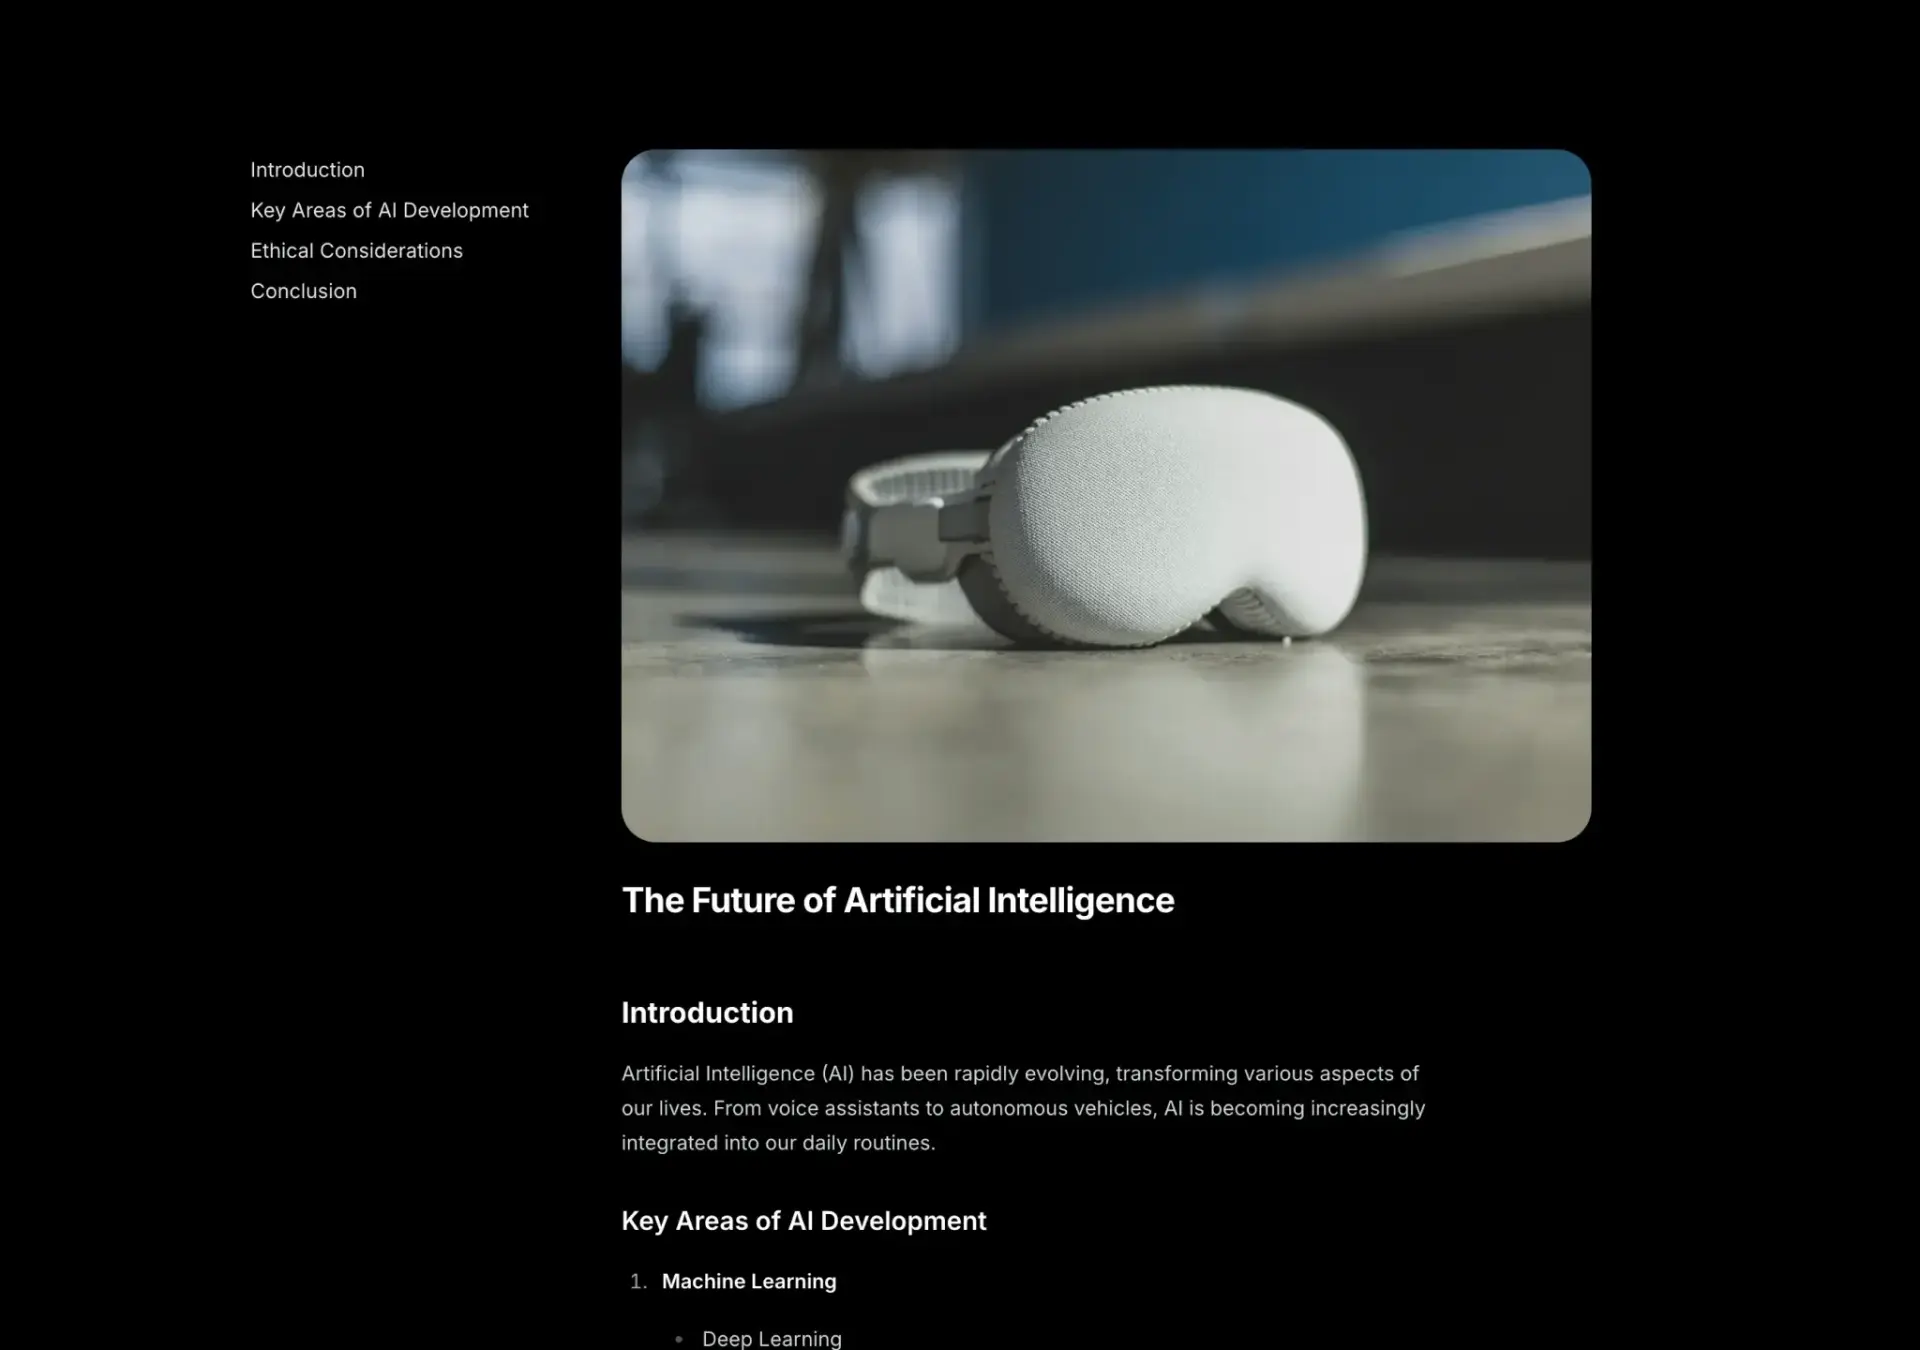 Introduction
Key Areas of AI Development
Ethical Considerations
Conclusion
The Future of Artificial Intelligence
Introduction
Artificial Intelligence (AI) has been rapidly evolving, transforming various aspects of
our lives. From voice assistants to autonomous vehicles, AI is becoming increasingly
integrated into our daily routines.
Key Areas of AI Development
1. Machine Learning
• Deep Learning